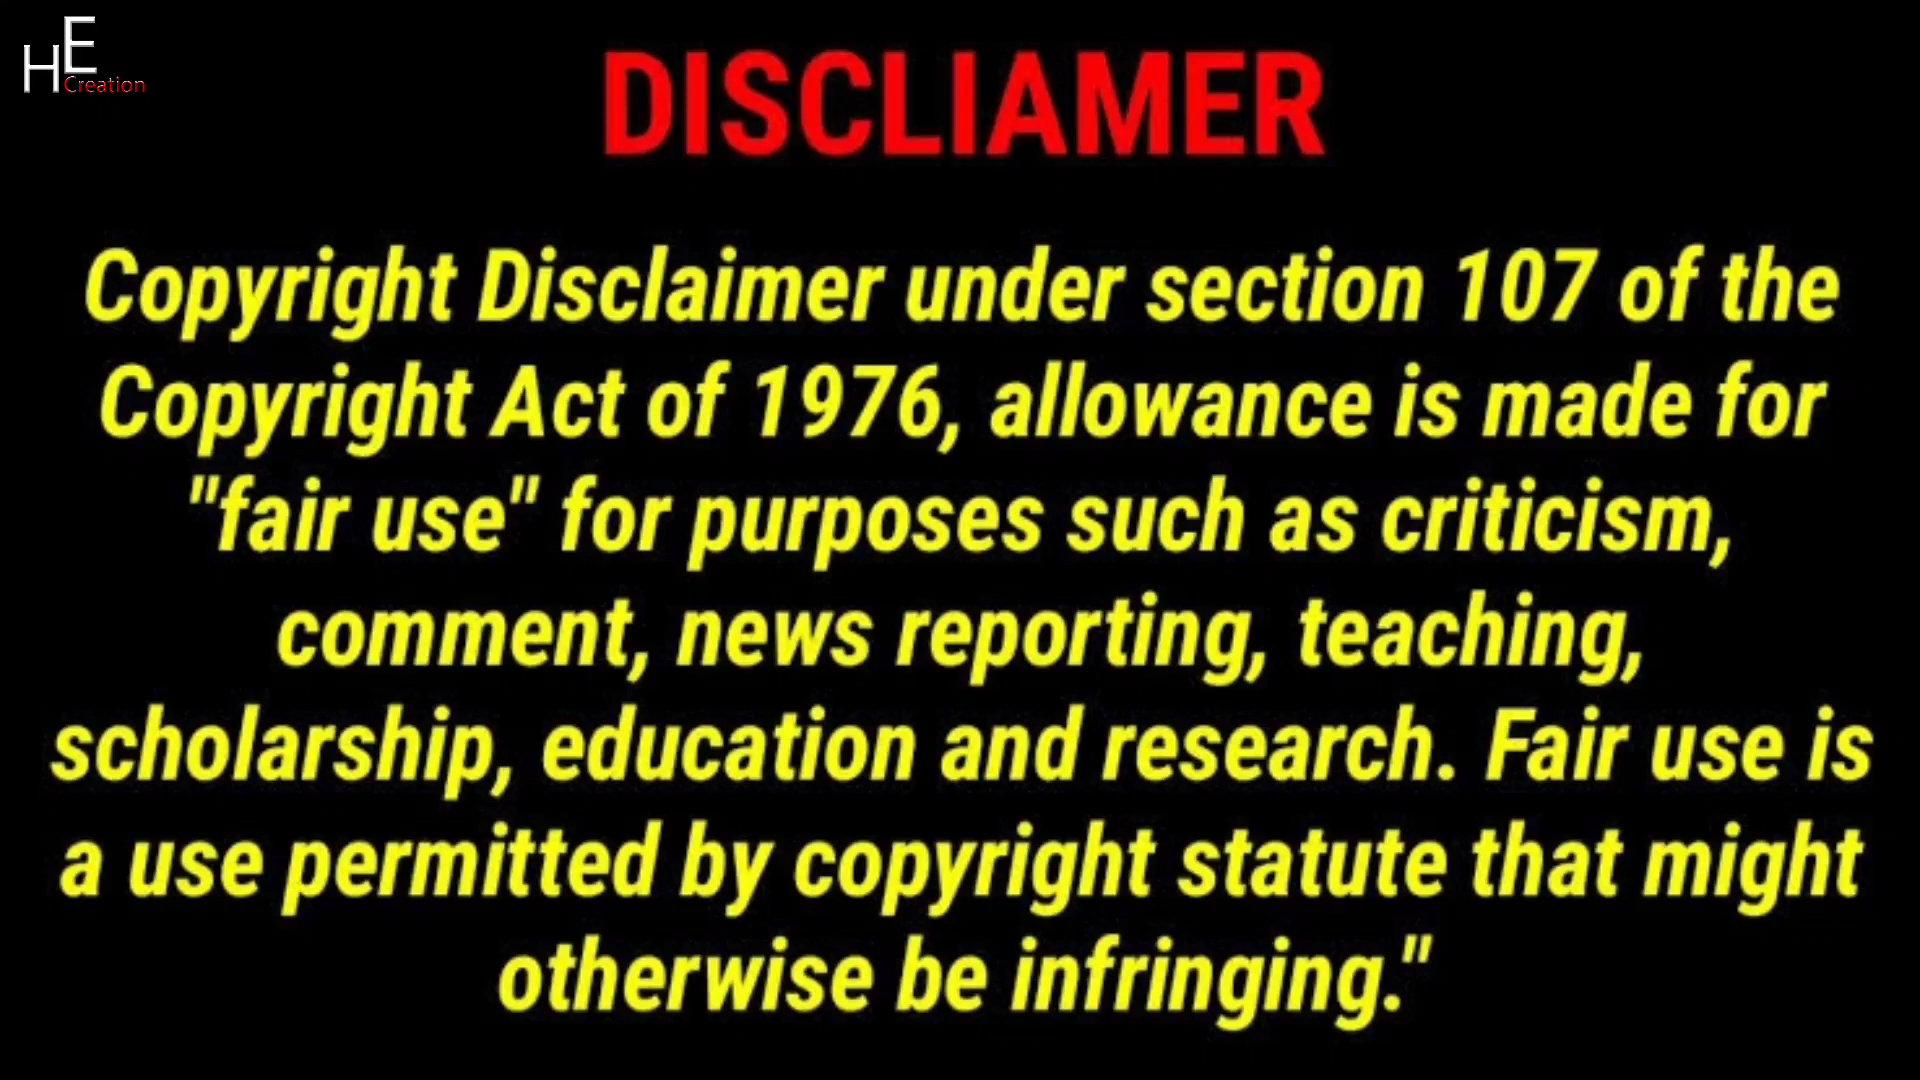 HE
Creation
DISCLIAMER
Copyright Disclaimer under section 107 of the
Copyright Act of 1976, allowance is made for
"fair use" for purposes such as criticism,
comment, news reporting, teaching,
scholarship, education and research. Fair use is
a use permitted by copyright statute that might
otherwise be infringing."